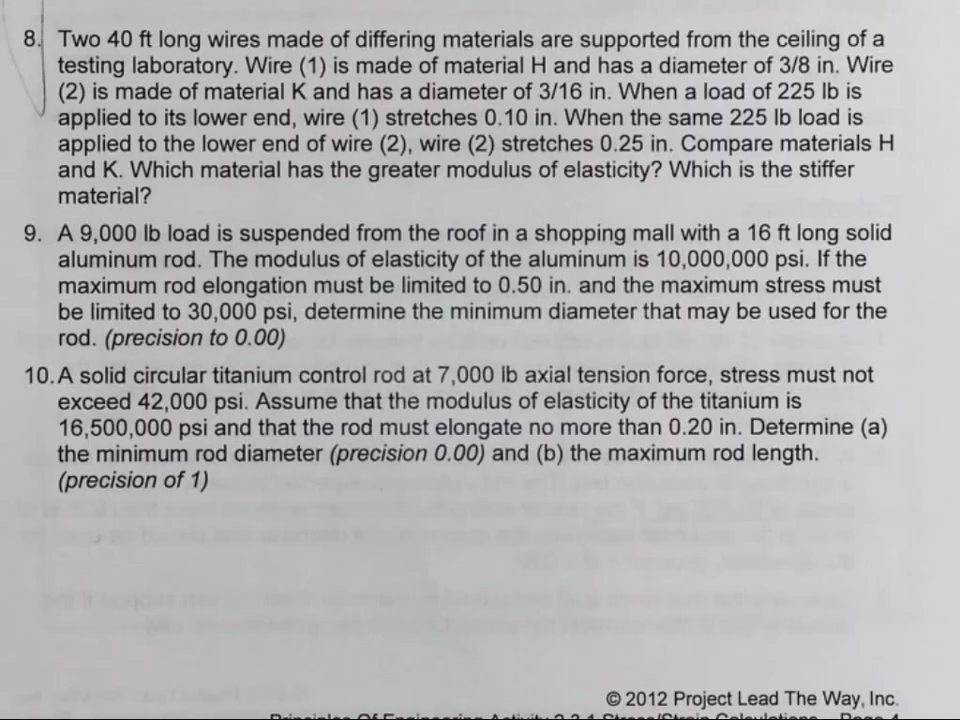 8. Two 40 ft long wires made of differing materials are supported from the ceiling of a
testing laboratory. Wire (1) is made of material H and has a diameter of 3/8 in. Wire
(2) is made of material K and has a diameter of 3/16 in. When a load of 225 lb is
applied to its lower end, wire (1) stretches 0.10 in. When the same 225 lb load is
applied to the lower end of wire (2), wire (2) stretches 0.25 in. Compare materials H
and K. Which material has the greater modulus of elasticity? Which is the stiffer
material?
9. A 9,000 lb load is suspended from the roof in a shopping mall with a 16 ft long solid
aluminum rod. The modulus of elasticity of the aluminum is 10,000,000 psi. If the
maximum rod elongation must be limited to 0.50 in. and the maximum stress must
be limited to 30,000 psi, determine the minimum diameter that may be used for the
rod. (precision to 0.00)
10. A solid circular titanium control rod at 7,000 lb axial tension force, stress must not
exceed 42,000 psi. Assume that the modulus of elasticity of the titanium is
16,500,000 psi and that the rod must elongate no more than 0.20 in. Determine (a)
the minimum rod diameter (precision 0.00) and (b) the maximum rod length.
(precision of 1)
© 2012 Project Lead The Way, Inc.
Principles Of Engineering Activity 2.3.1 Stress/Strain Calculations – Page 4